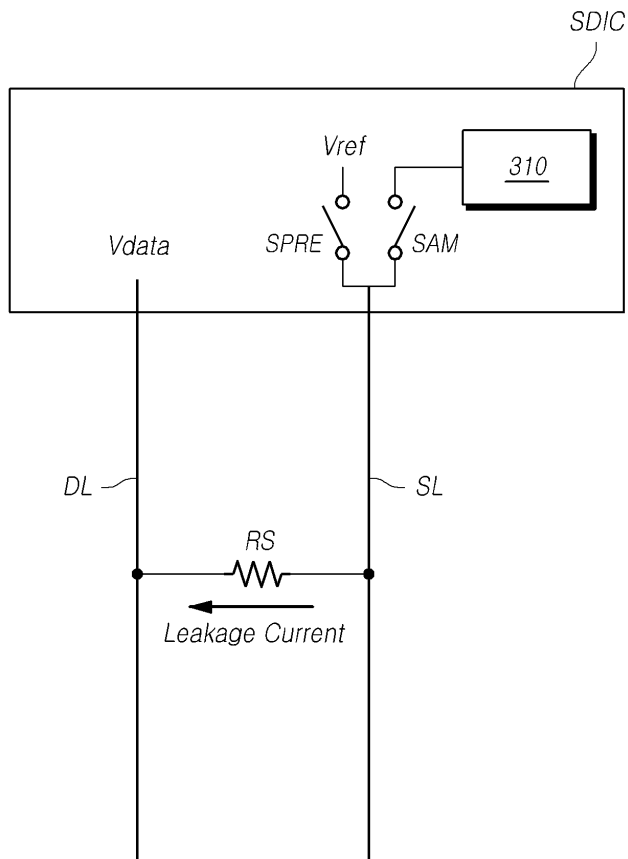 SDIC
310
Vref
SPRE
SAM
Vdata
DL
SL
RS
Leakage Current